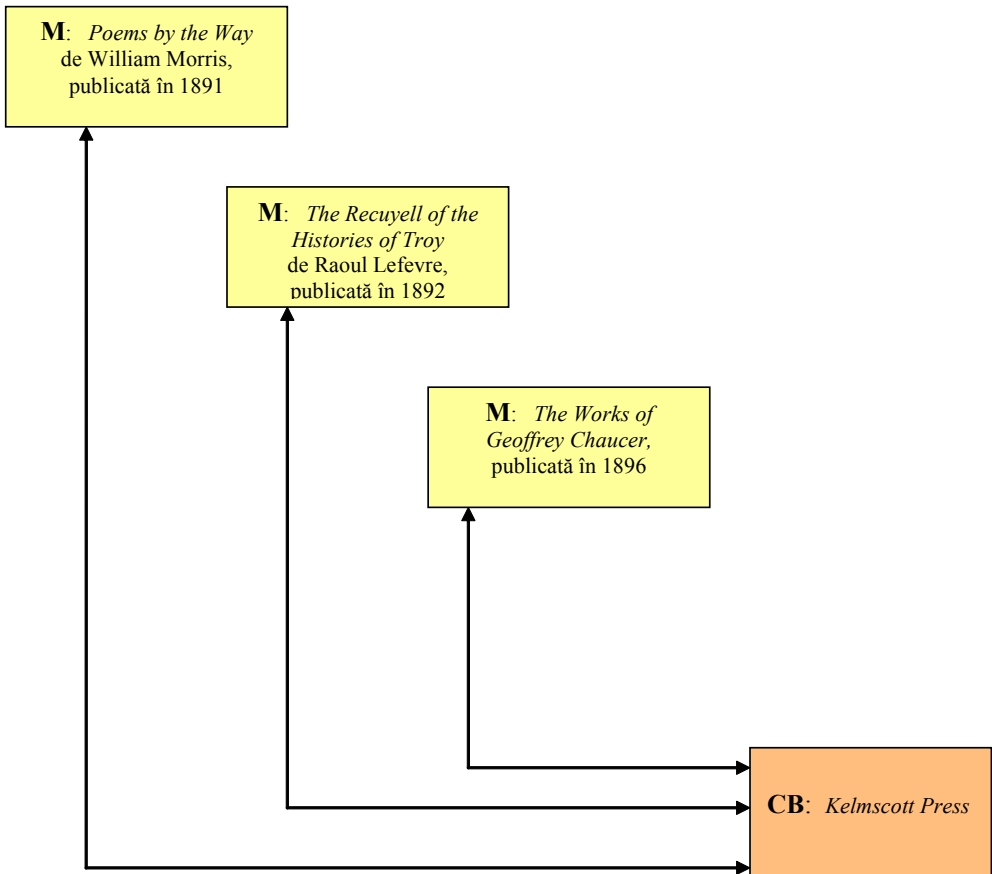 M: Poems by the Way
de William Morris,
publicată în 1891
M: The Recuyell of the
Histories of Troy
de Raoul Lefevre,
publicată în 1892
M: The Works of
Geoffrey Chaucer,
publicată în 1896
CB: Kelmscott Press